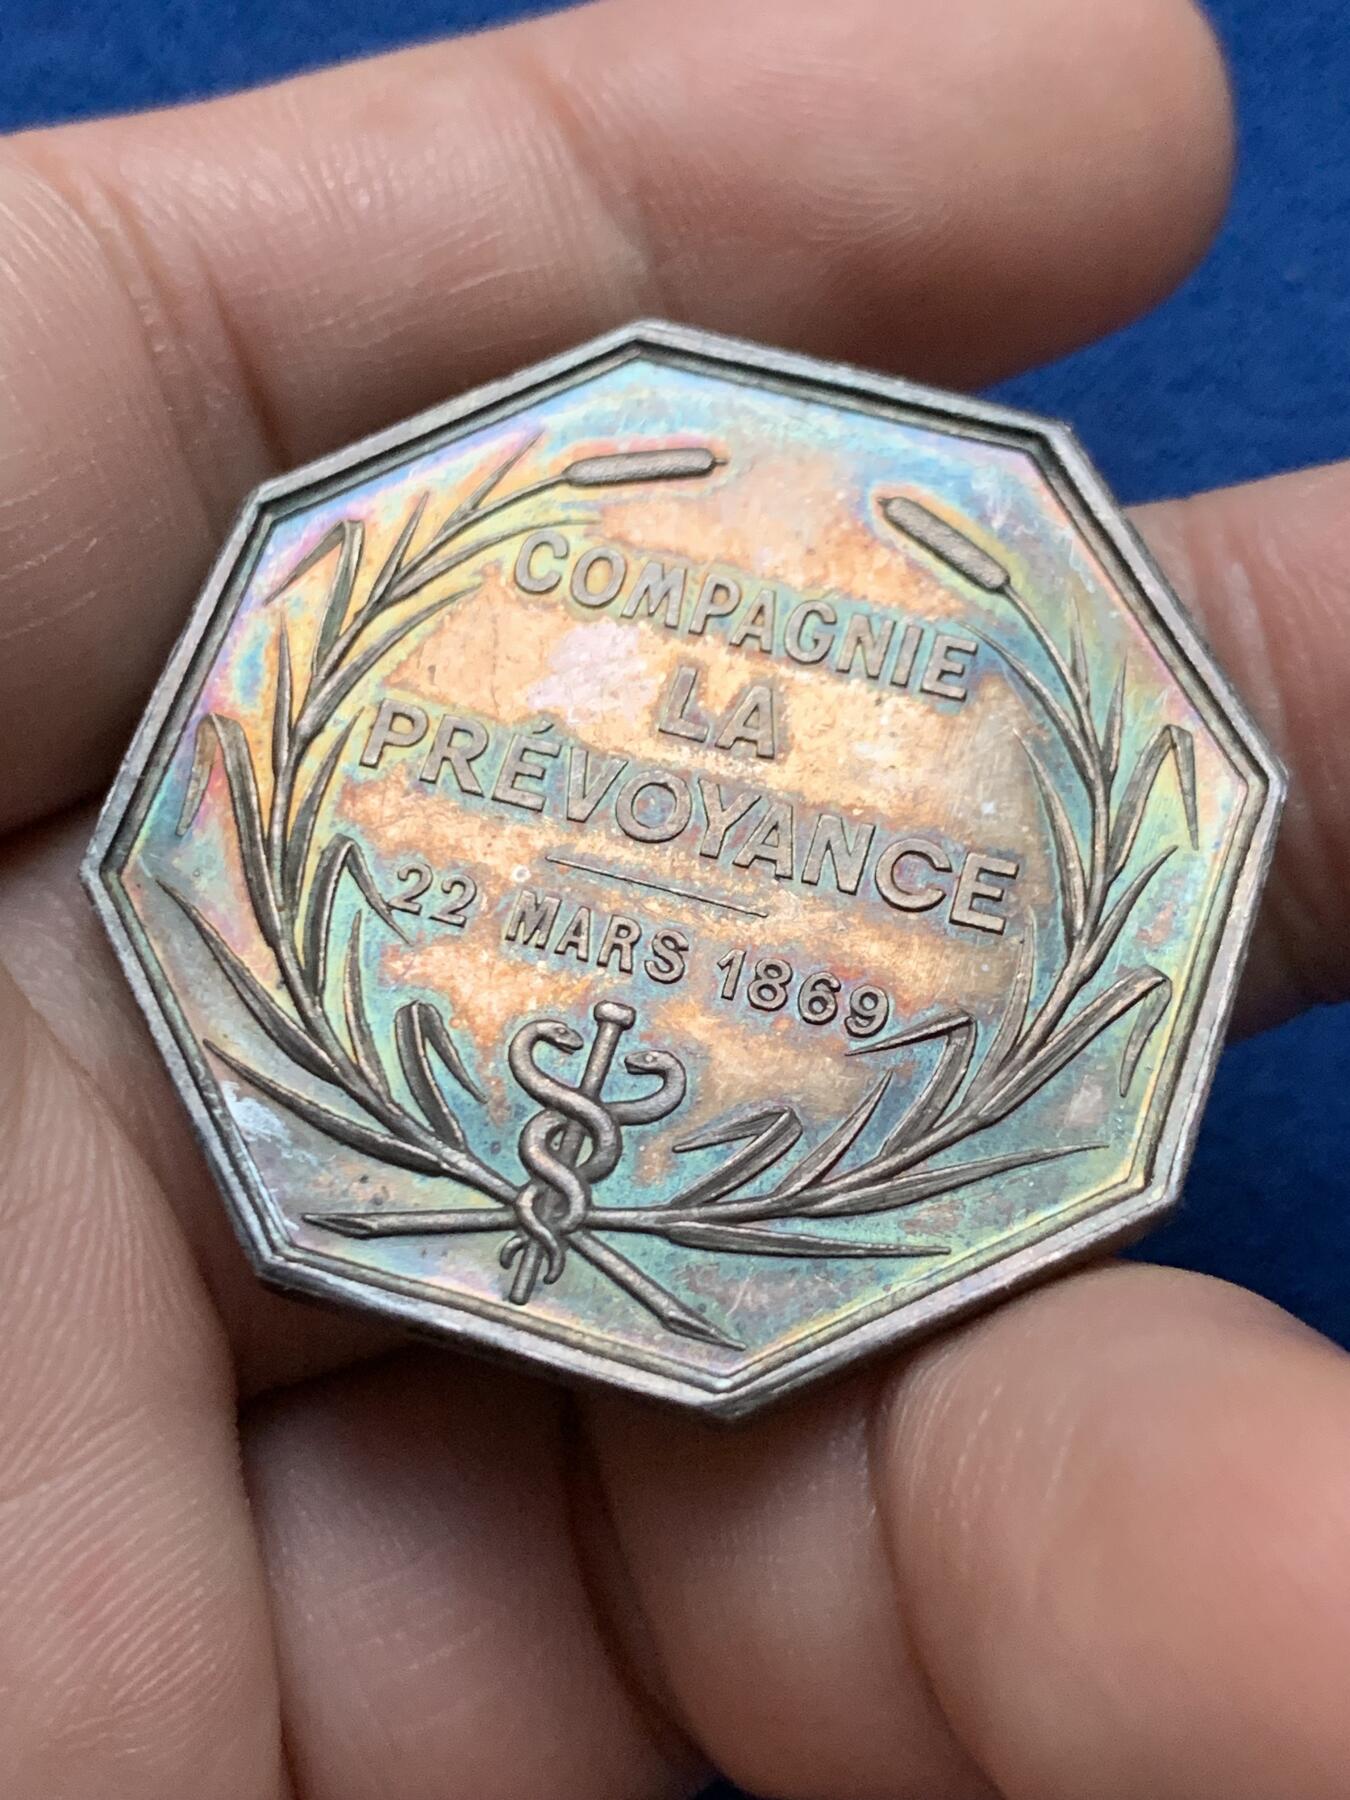 COMPAGNIE
LA
PRÉVOYANCE
22 MARS 1869